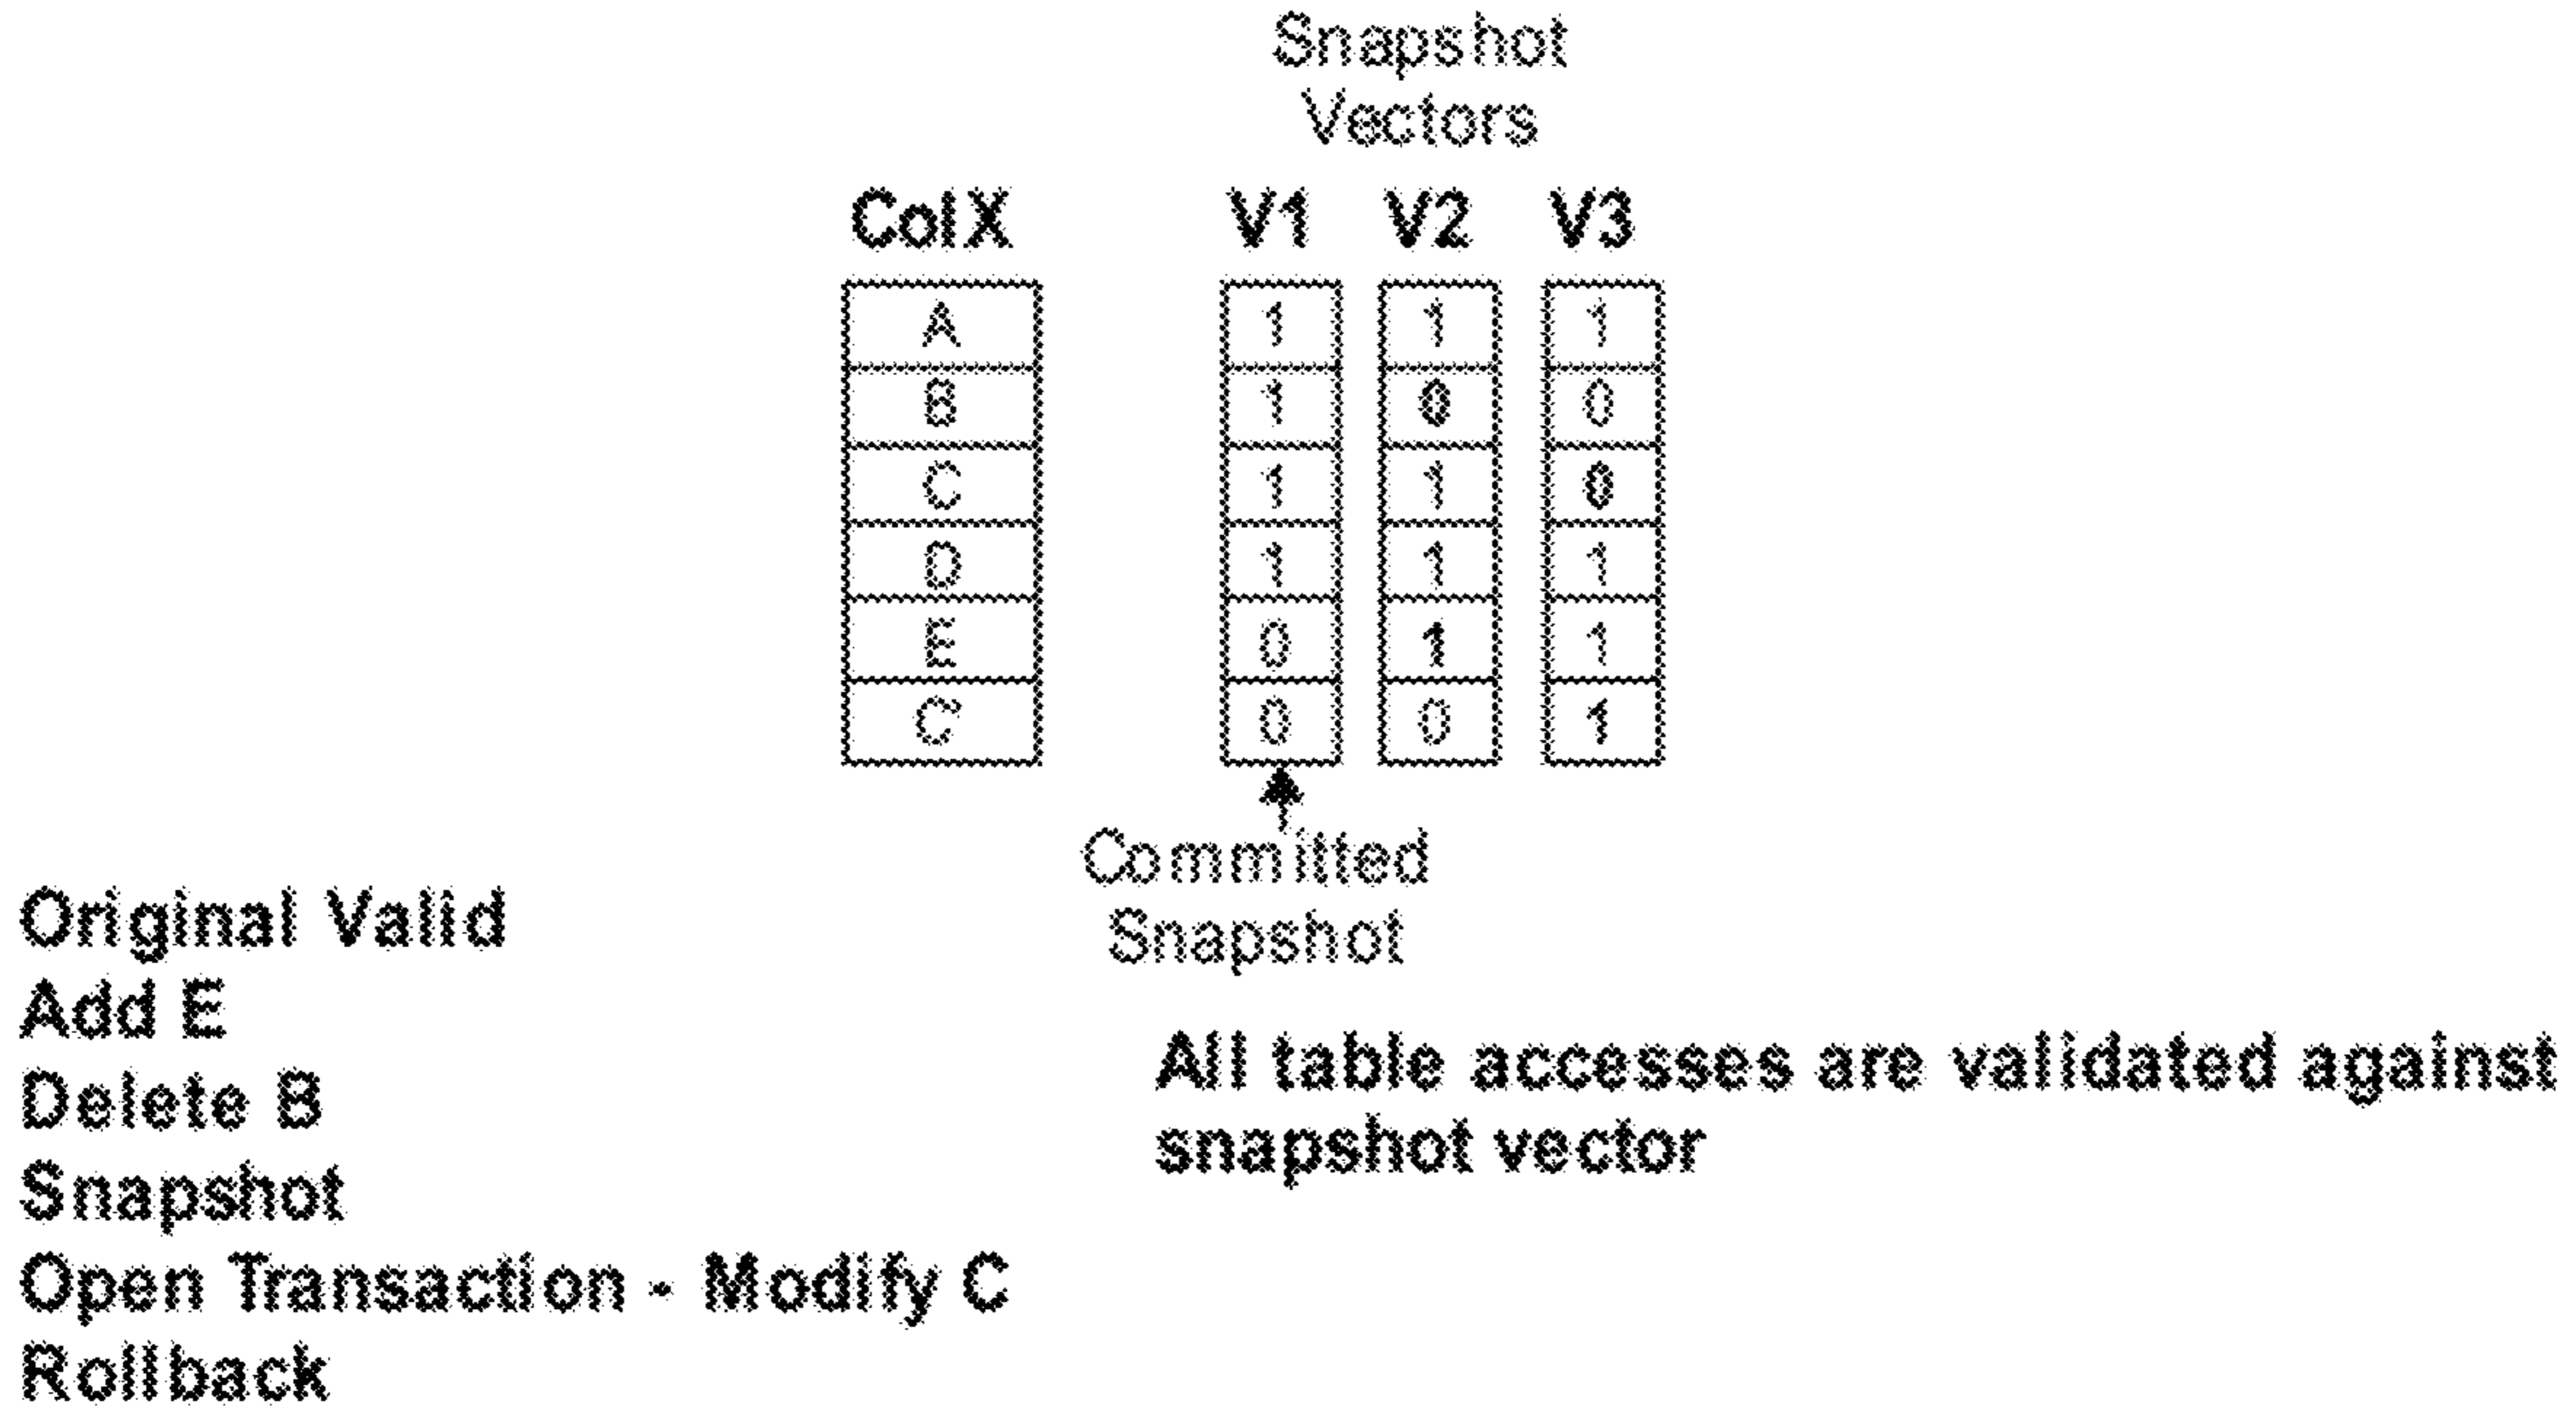 Snapshot
Vectors
ColX V1 V2 V3
A 1 1 1
B 1 0 0
C 1 1 0
D 1 1 1
E 0 1 1
C' 0 0 1
Committed
Snapshot
Original Valid
Add E
Delete B
Snapshot
Open Transaction - Modify C
Rollback
All table accesses are validated against
snapshot vector